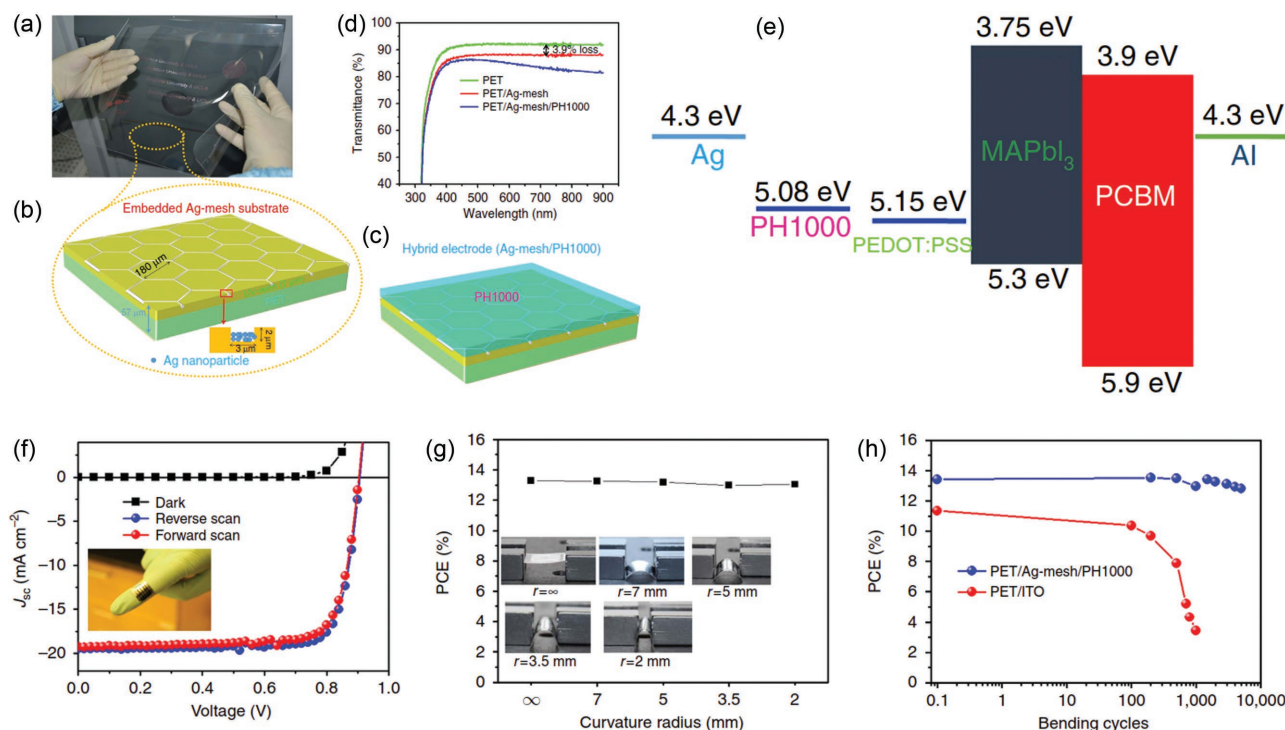 (a)
(b)
Embedded Ag-mesh substrate
180 μm
57 μm
2 μm
3 μm
Ag nanoparticle
(c)
Hybrid electrode (Ag-mesh/PH1000)
PH1000
(d)
Transmittance (%)
100
90
80
70
60
50
40
3.9% loss
PET
PET/Ag-mesh
PET/Ag-mesh/PH1000
300 400 500 600 700 800 900
Wavelength (nm)
(e)
3.75 eV
3.9 eV
4.3 eV
Ag
MAPbI3
4.3 eV
Al
5.08 eV
PH1000
5.15 eV
PEDOT:PSS
PCBM
5.3 eV
5.9 eV
(f)
Jsc (mA cm−2)
0
−5
−10
−15
−20
Dark
Reverse scan
Forward scan
0.0 0.2 0.4 0.6 0.8 1.0
Voltage (V)
(g)
PCE (%)
16
14
12
10
8
6
4
2
0
r=∞
r=7 mm
r=5 mm
r=3.5 mm
r=2 mm
∞ 7 5 3.5 2
Curvature radius (mm)
(h)
PCE (%)
16
14
12
10
8
6
4
2
0
PET/Ag-mesh/PH1000
PET/ITO
0.1 1 10 100 1,000 10,000
Bending cycles